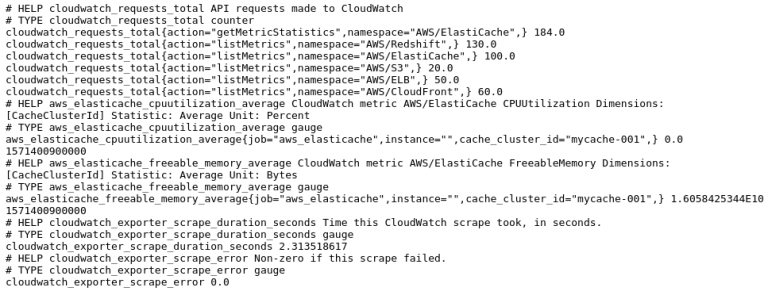 # HELP cloudwatch_requests_total API requests made to CloudWatch
# TYPE cloudwatch_requests_total counter
cloudwatch_requests_total{action="getMetricStatistics",namespace="AWS/ElastiCache",} 184.0
cloudwatch_requests_total{action="listMetrics",namespace="AWS/Redshift",} 130.0
cloudwatch_requests_total{action="listMetrics",namespace="AWS/ElastiCache",} 100.0
cloudwatch_requests_total{action="listMetrics",namespace="AWS/S3",} 20.0
cloudwatch_requests_total{action="listMetrics",namespace="AWS/ELB",} 50.0
cloudwatch_requests_total{action="listMetrics",namespace="AWS/CloudFront",} 60.0
# HELP aws_elasticache_cpuutilization_average CloudWatch metric AWS/ElastiCache CPUUtilization Dimensions:
[CacheClusterId] Statistic: Average Unit: Percent
# TYPE aws_elasticache_cpuutilization_average gauge
aws_elasticache_cpuutilization_average{job="aws_elasticache",instance="",cache_cluster_id="mycache-001",} 0.0
1571400900000
# HELP aws_elasticache_freeable_memory_average CloudWatch metric AWS/ElastiCache FreeableMemory Dimensions:
[CacheClusterId] Statistic: Average Unit: Bytes
# TYPE aws_elasticache_freeable_memory_average gauge
aws_elasticache_freeable_memory_average{job="aws_elasticache",instance="",cache_cluster_id="mycache-001",} 1.6058425344E10
1571400900000
# HELP cloudwatch_exporter_scrape_duration_seconds Time this CloudWatch scrape took, in seconds.
# TYPE cloudwatch_exporter_scrape_duration_seconds gauge
cloudwatch_exporter_scrape_duration_seconds 2.313518617
# HELP cloudwatch_exporter_scrape_error Non-zero if this scrape failed.
# TYPE cloudwatch_exporter_scrape_error gauge
cloudwatch_exporter_scrape_error 0.0